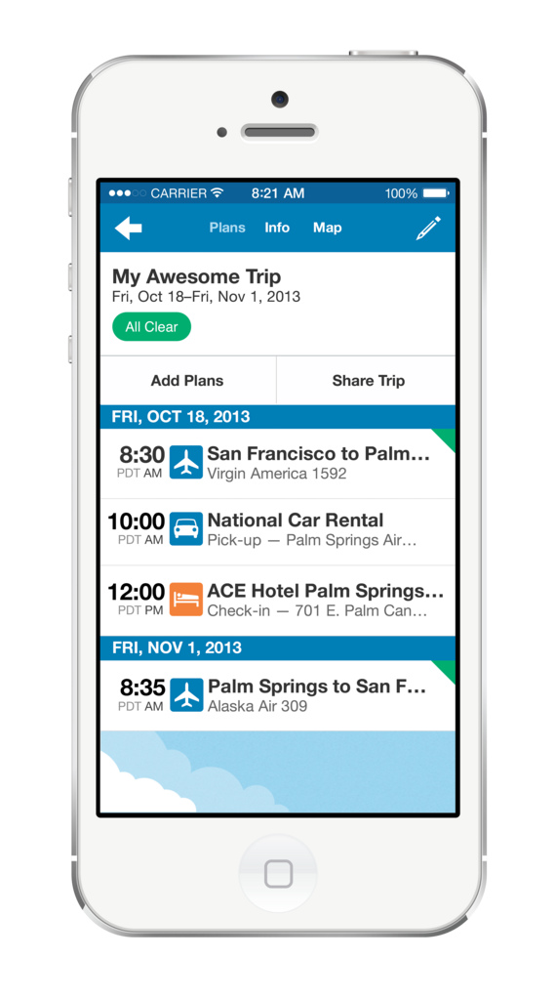 CARRIER 8:21 AM 100%
Plans Info Map
My Awesome Trip
Fri, Oct 18–Fri, Nov 1, 2013
All Clear
Add Plans Share Trip
FRI, OCT 18, 2013
8:30 San Francisco to Palm...
PDT AM Virgin America 1592
10:00 National Car Rental
PDT AM Pick-up — Palm Springs Air...
12:00 ACE Hotel Palm Springs...
PDT PM Check-in — 701 E. Palm Can...
FRI, NOV 1, 2013
8:35 Palm Springs to San F...
PDT AM Alaska Air 309